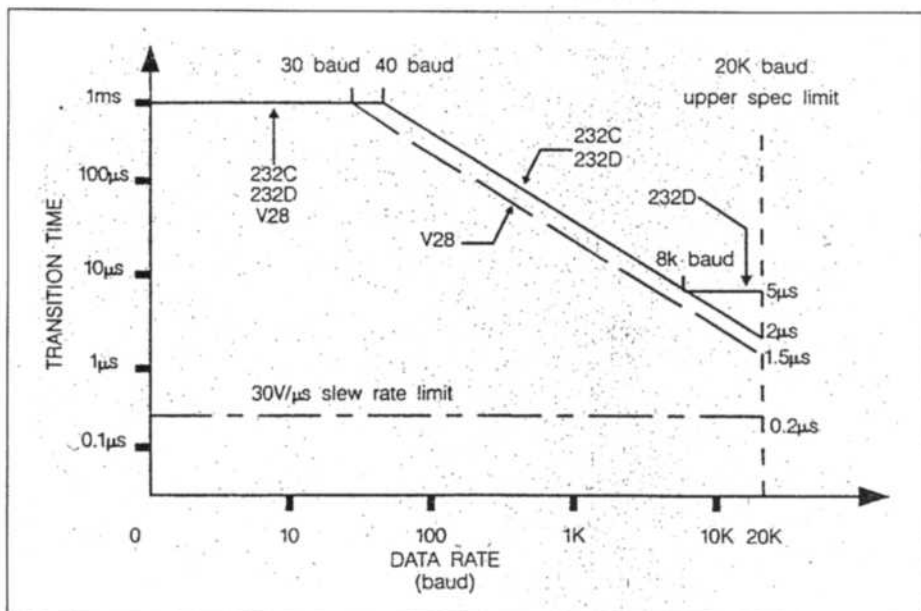 30 baud 40 baud
20K baud
upper spec limit
1ms
232C
232D
232C
232D
V28
100µs
232D
V28
8k baud
10µs
5µs
2µs
1µs
1.5µs
30V/µs slew rate limit
0.2µs
0.1µs
TRANSITION TIME
0 10 100 1K 10K 20K
DATA RATE
(baud)